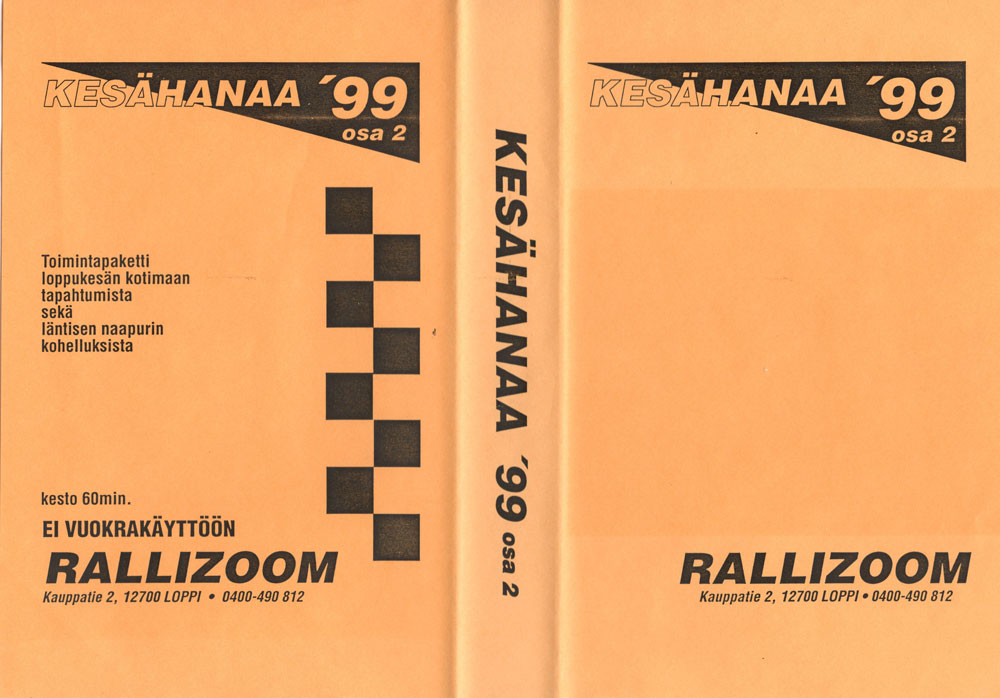 KESÄHANAA ´99
osa 2
Toimintapaketti
loppukesän kotimaan
tapahtumista
sekä
läntisen naapurin
kohelluksista
kesto 60min.
EI VUOKRAKÄYTTÖÖN
RALLIZOOM
Kauppatie 2, 12700 LOPPI • 0400-490 812
KESÄHANAA ´99 osa 2
KESÄHANAA ´99
osa 2
RALLIZOOM
Kauppatie 2, 12700 LOPPI • 0400-490 812